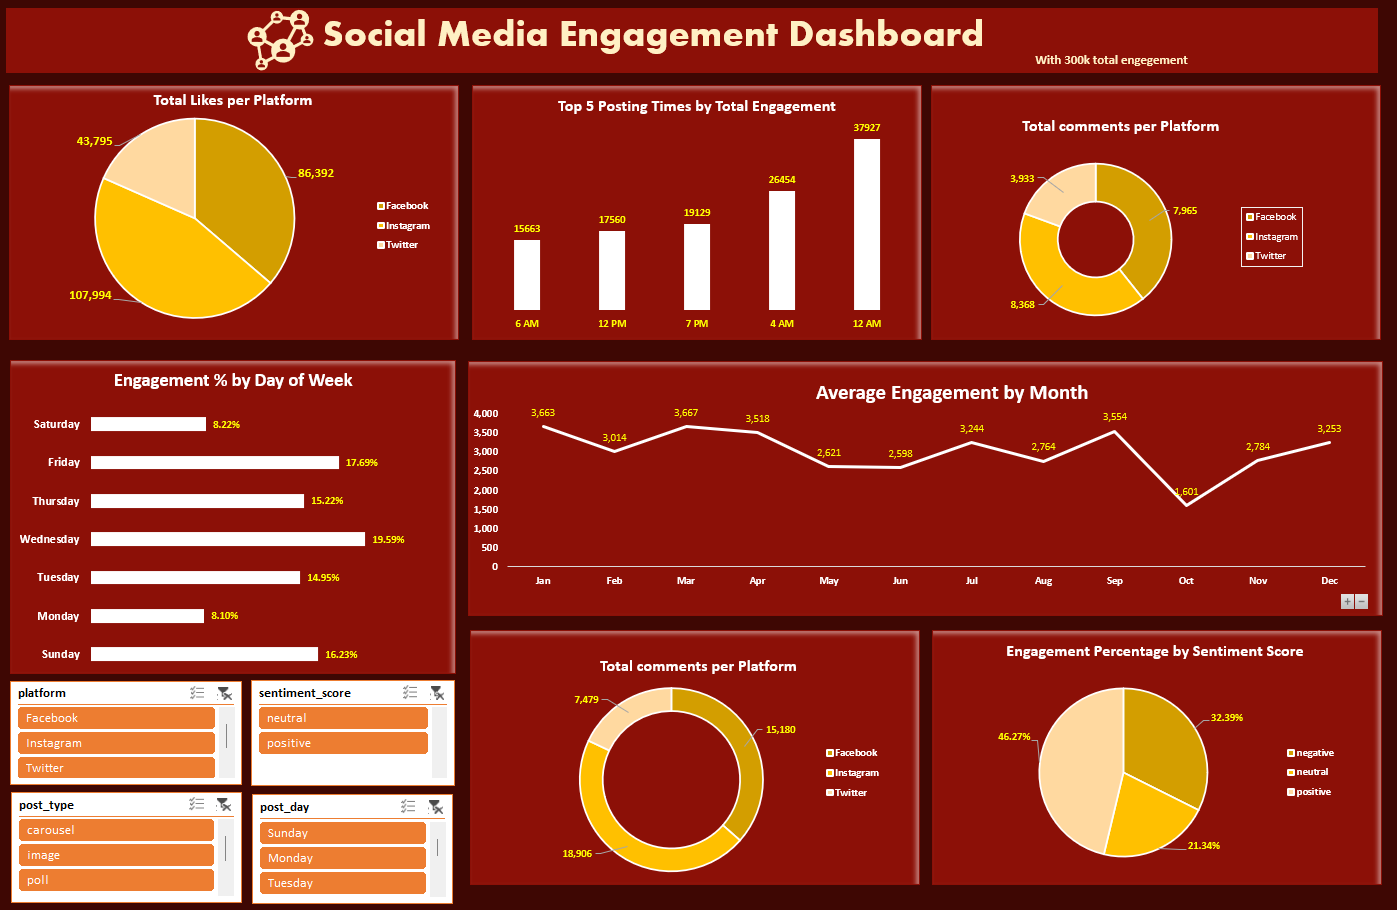 Social Media Engagement Dashboard
With 300k total engegement
Total Likes per Platform
43,795
86,392
107,994
Facebook
Instagram
Twitter
Top 5 Posting Times by Total Engagement
15663
17560
19129
26454
37927
6 AM
12 PM
7 PM
4 AM
12 AM
Total comments per Platform
3,933
7,965
8,368
Facebook
Instagram
Twitter
Engagement % by Day of Week
Saturday 8.22%
Friday 17.69%
Thursday 15.22%
Wednesday 19.59%
Tuesday 14.95%
Monday 8.10%
Sunday 16.23%
Average Engagement by Month
4,000
3,500
3,000
2,500
2,000
1,500
1,000
500
0
3,663
3,014
3,667
3,518
2,621
2,598
3,244
2,764
3,554
1,601
2,784
3,253
Jan
Feb
Mar
Apr
May
Jun
Jul
Aug
Sep
Oct
Nov
Dec
+ −
platform
Facebook
Instagram
Twitter
sentiment_score
neutral
positive
post_type
carousel
image
poll
post_day
Sunday
Monday
Tuesday
Total comments per Platform
7,479
15,180
18,906
Facebook
Instagram
Twitter
Engagement Percentage by Sentiment Score
32.39%
46.27%
21.34%
negative
neutral
positive